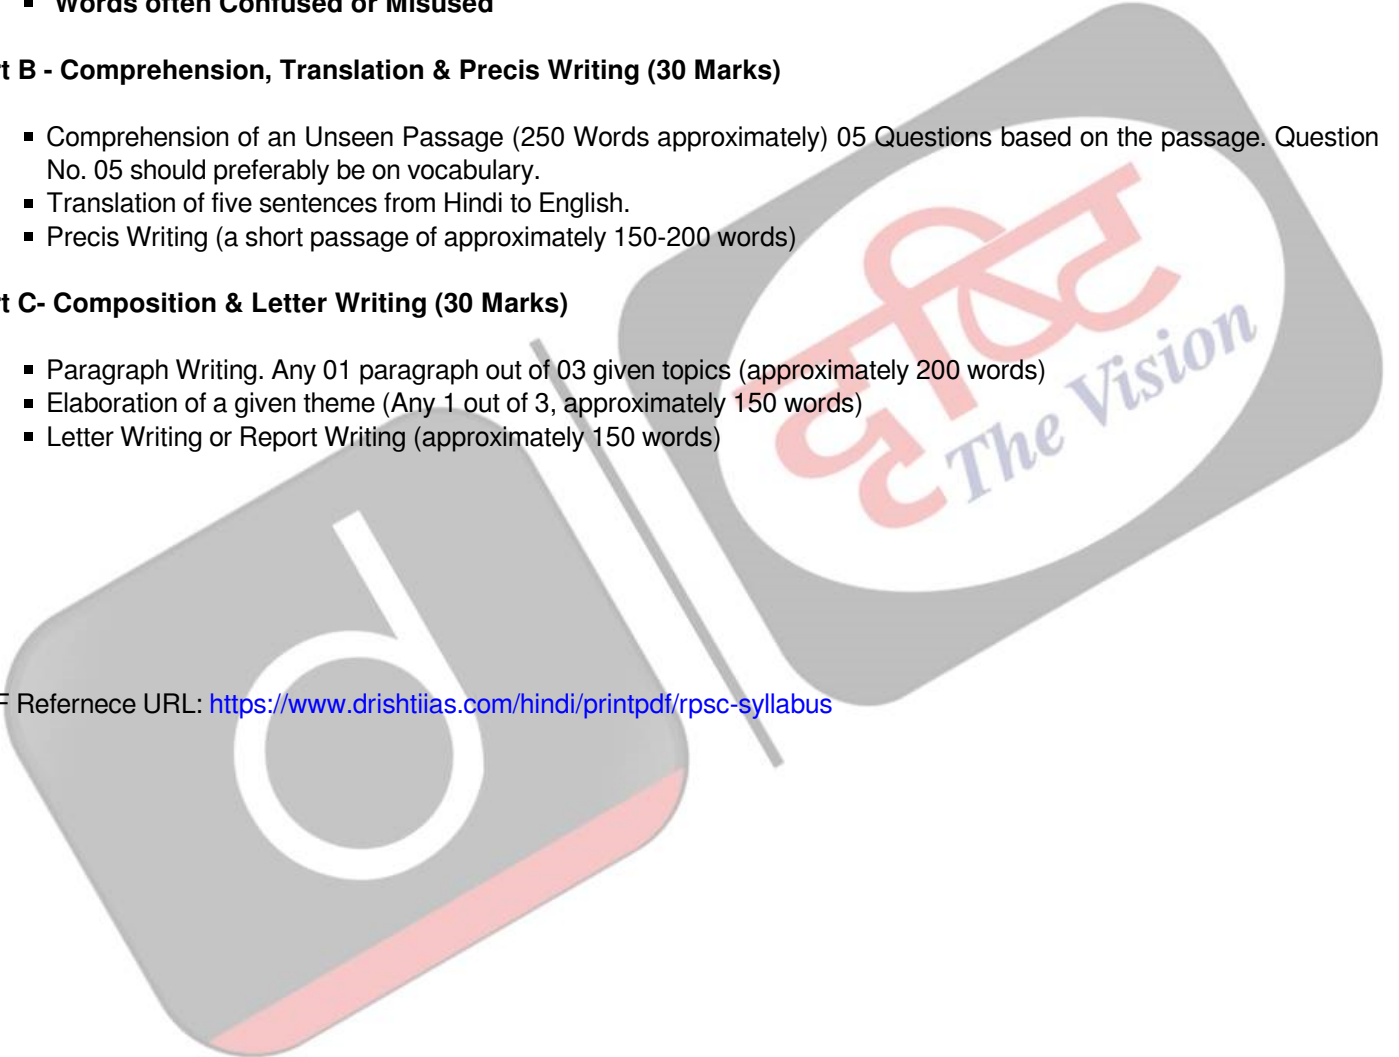 ▪ Words often Confused or Misused
t B - Comprehension, Translation & Precis Writing (30 Marks)
▪ Comprehension of an Unseen Passage (250 Words approximately) 05 Questions based on the passage. Question
No. 05 should preferably be on vocabulary.
▪ Translation of five sentences from Hindi to English.
▪ Precis Writing (a short passage of approximately 150-200 words)
t C- Composition & Letter Writing (30 Marks)
▪ Paragraph Writing. Any 01 paragraph out of 03 given topics (approximately 200 words)
▪ Elaboration of a given theme (Any 1 out of 3, approximately 150 words)
▪ Letter Writing or Report Writing (approximately 150 words)
दृष्टि
The Vision
d
F Refernece URL: https://www.drishtiias.com/hindi/printpdf/rpsc-syllabus